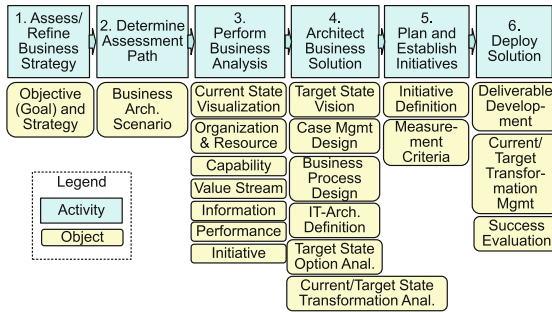 1. Assess/
Refine
Business
Strategy
2. Determine
Assessment
Path
3.
Perform
Business
Analysis
4.
Architect
Business
Solution
5.
Plan and
Establish
Initiatives
6.
Deploy
Solution
Objective
(Goal) and
Strategy
Business
Arch.
Scenario
Current State
Visualization
Organization
& Resource
Capability
Value Stream
Information
Performance
Initiative
Target State
Vision
Case Mgmt
Design
Business
Process
Design
IT-Arch.
Definition
Target State
Option Anal.
Current/Target State
Transformation Anal.
Initiative
Definition
Measure-
ment
Criteria
Deliverable
Develop-
ment
Current/
Target
Transfor-
mation
Mgmt
Success
Evaluation
Legend
Activity
Object